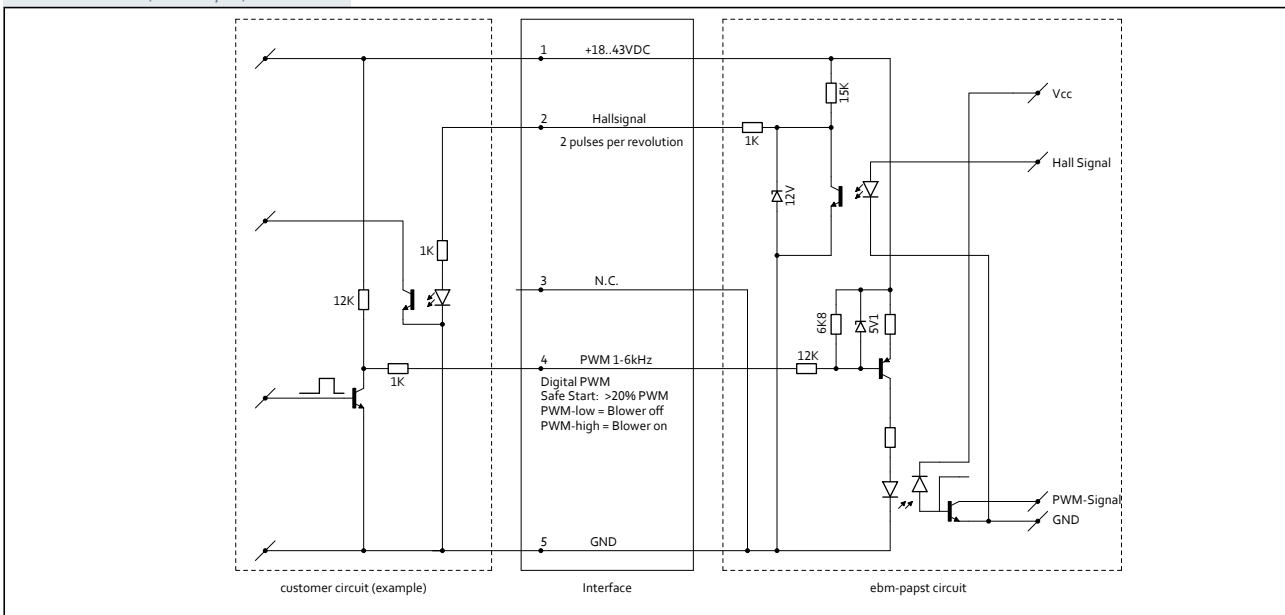 1
+18..43VDC
15K
Vcc
2
Hallsignal
1K
2 pulses per revolution
Hall Signal
12V
1K
3
N.C.
12K
6K8
5V1
4
PWM 1-6kHz
12K
1K
Digital PWM
Safe Start: >20% PWM
PWM-low = Blower off
PWM-high = Blower on
PWM-Signal
GND
5
GND
customer circuit (example)
Interface
ebm-papst circuit